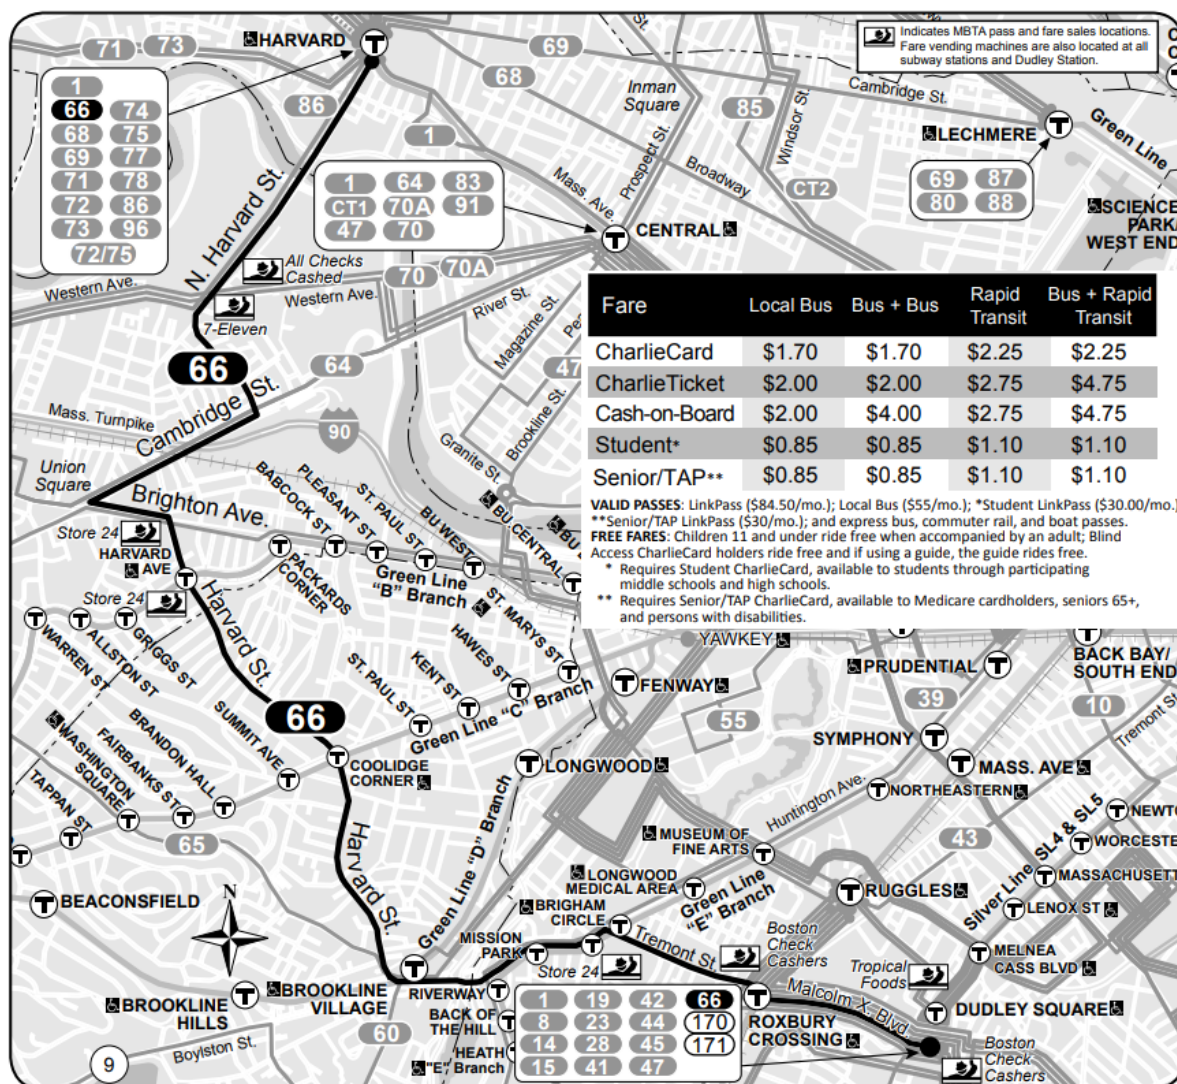 HARVARD
71
73
69
68
86
1
85
CT2
Inman
Square
Cambridge St.
Windsor St.
Prospect St.
Broadway
Mass. Ave.
LECHMERE
Green Line
Indicates MBTA pass and fare sales locations.
Fare vending machines are also located at all
subway stations and Dudley Station.
1
66 74
68 75
69 77
71 78
72 86
73 96
72/75
1 64 83
CT1 70A 91
47 70
CENTRAL
69 87
80 88
SCIENCE
PARK/
WEST END
N. Harvard St.
All Checks
Cashed
Western Ave.
Western Ave.
70
70A
River St.
Magazine St.
7-Eleven
66
64
47
Cambridge St.
Mass. Turnpike
90
Brookline St.
Granite St.
Union
Square
Brighton Ave.
Fare Local Bus Bus + Bus Rapid Transit Bus + Rapid Transit
CharlieCard $1.70 $1.70 $2.25 $2.25
CharlieTicket $2.00 $2.00 $2.75 $4.75
Cash-on-Board $2.00 $4.00 $2.75 $4.75
Student* $0.85 $0.85 $1.10 $1.10
Senior/TAP** $0.85 $0.85 $1.10 $1.10
VALID PASSES: LinkPass ($84.50/mo.); Local Bus ($55/mo.); *Student LinkPass ($30.00/mo.)
**Senior/TAP LinkPass ($30/mo.); and express bus, commuter rail, and boat passes.
FREE FARES: Children 11 and under ride free when accompanied by an adult; Blind
Access CharlieCard holders ride free and if using a guide, the guide rides free.
* Requires Student CharlieCard, available to students through participating
middle schools and high schools.
** Requires Senior/TAP CharlieCard, available to Medicare cardholders, seniors 65+,
and persons with disabilities.
Store 24
HARVARD
AVE
BABCOCK ST
PLEASANT ST
ST. PAUL ST
BU WEST
BU CENTRAL
PACKARDS
CORNER
Green Line
"B" Branch
Store 24
Harvard St.
WARREN ST
ALLSTON ST
GRIGGS ST
ST. MARYS ST
HAWES ST
KENT ST
ST. PAUL ST
Green Line "C" Branch
YAWKEY
FENWAY
PRUDENTIAL
BACK BAY/
SOUTH END
39
10
55
Tremont St.
66
SUMMIT AVE
BRANDON HALL
FAIRBANKS ST
WASHINGTON
SQUARE
TAPPAN ST
COOLIDGE
CORNER
LONGWOOD
SYMPHONY
MASS. AVE
Huntington Ave.
NORTHEASTERN
65
Harvard St.
Green Line "D" Branch
MUSEUM OF
FINE ARTS
43
SL4 & SL5
Silver Line
WORCESTE
BEACONSFIELD
N
LONGWOOD
MEDICAL AREA
Green Line
"E" Branch
RUGGLES
MASSACHUSETT
LENOX ST
BRIGHAM
CIRCLE
MISSION
PARK
Tremont St.
Store 24
Boston
Check
Cashers
Tropical
Foods
MELNEA
CASS BLVD
BROOKLINE
HILLS
BROOKLINE
VILLAGE
RIVERWAY
BACK OF
THE HILL
HEATH
"E" Branch
60
Boylston St.
9
1 19 42 66
8 23 44 170
14 28 45 171
15 41 47
ROXBURY
CROSSING
Malcolm X. Blvd.
DUDLEY SQUARE
Boston
Check
Cashers